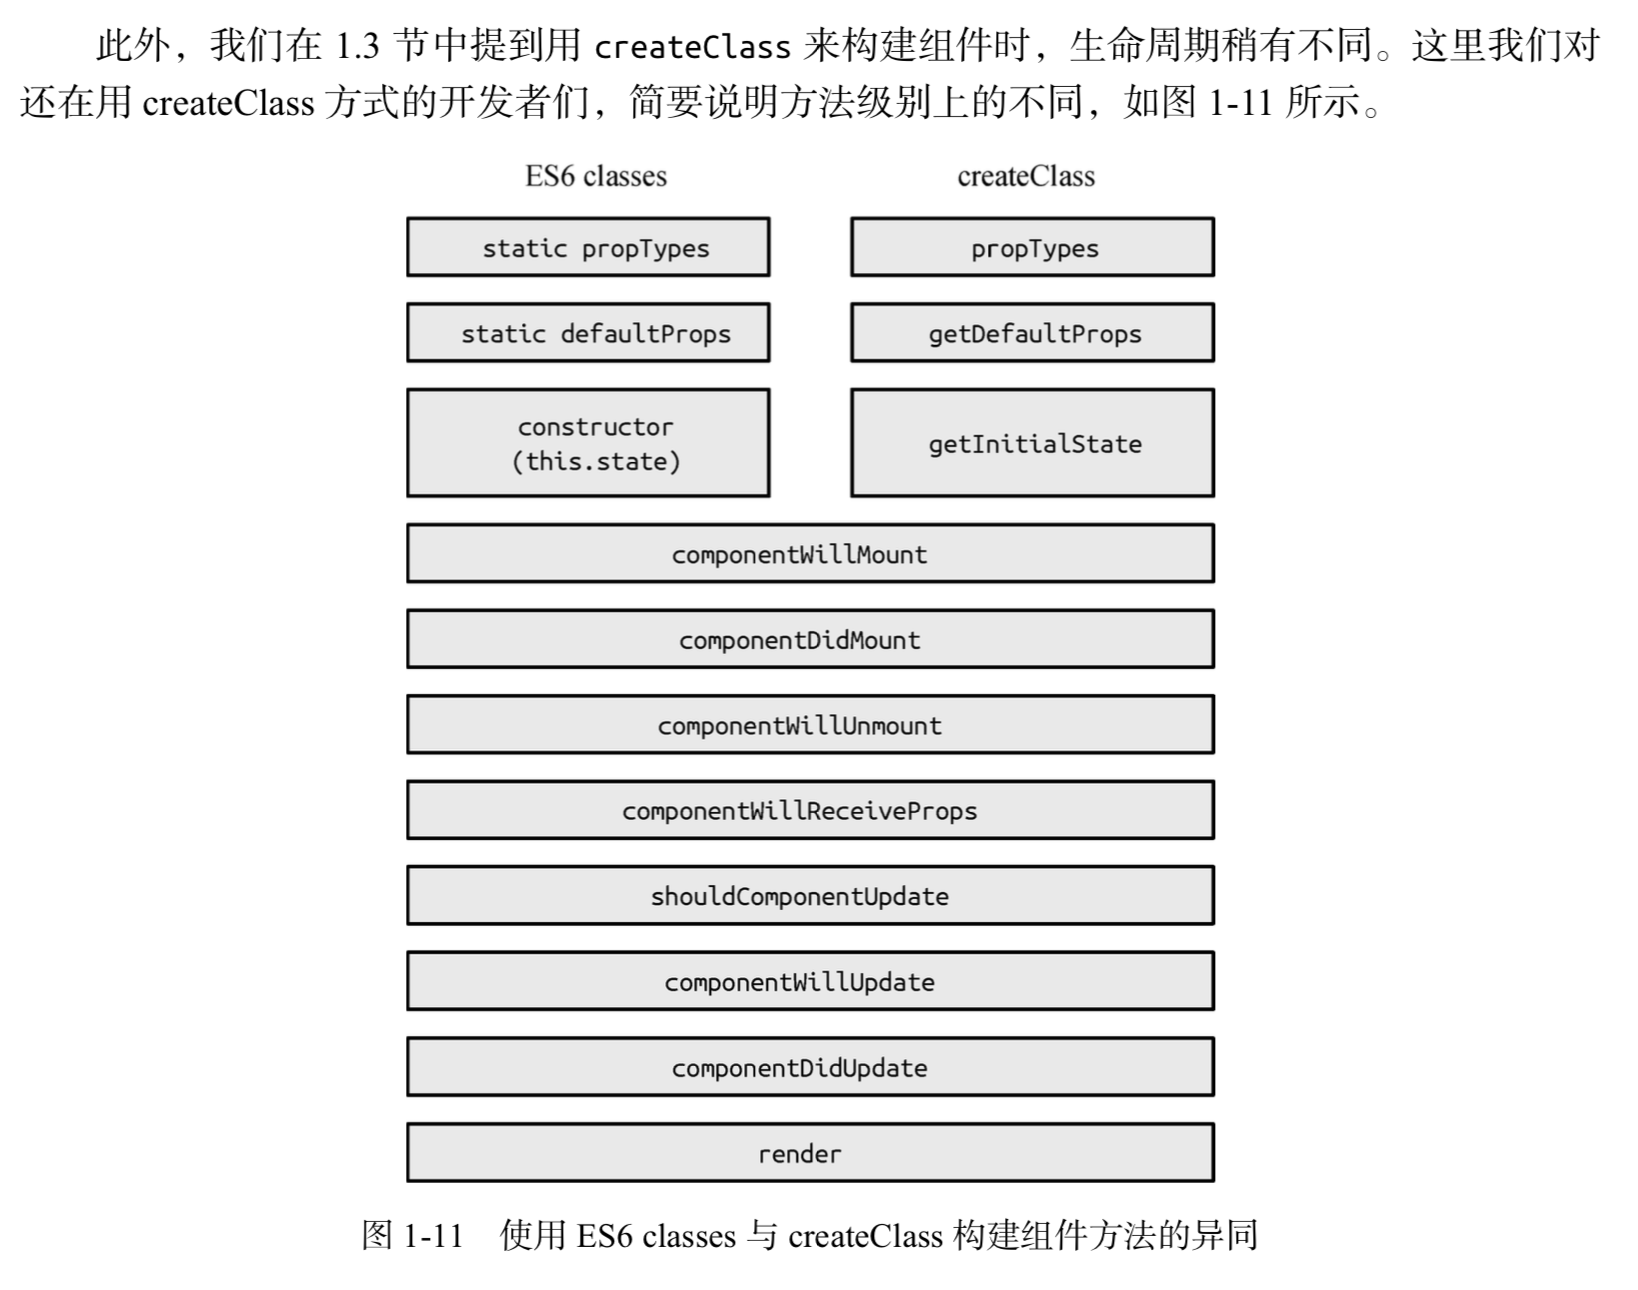 此外，我们在 1.3 节中提到用 createClass 来构建组件时，生命周期稍有不同。这里我们对
还在用 createClass 方式的开发者们，简要说明方法级别上的不同，如图 1-11 所示。
ES6 classes createClass
static propTypes propTypes
static defaultProps getDefaultProps
constructor
(this.state)
getInitialState
componentWillMount
componentDidMount
componentWillUnmount
componentWillReceiveProps
shouldComponentUpdate
componentWillUpdate
componentDidUpdate
render
图 1-11 使用 ES6 classes 与 createClass 构建组件方法的异同